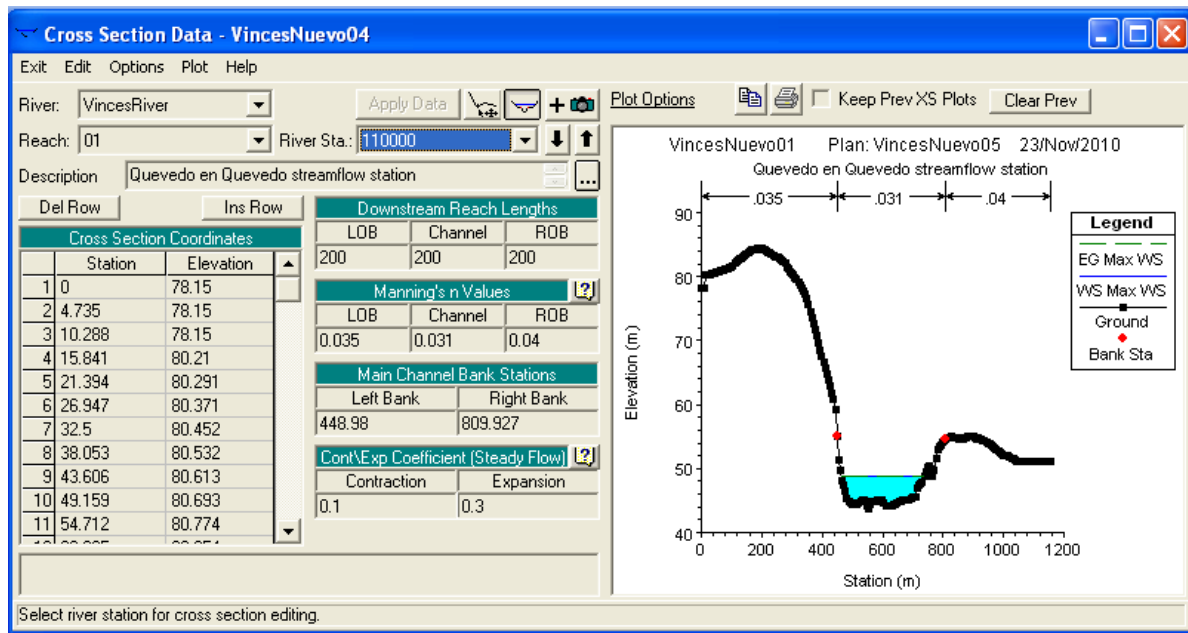 Cross Section Data - VincesNuevo04
Exit Edit Options Plot Help
River: VincesRiver Apply Data
Reach: 01 River Sta.: 110000
Description Quevedo en Quevedo streamflow station ...
Del Row Ins Row
Cross Section Coordinates
Station Elevation
1 0 78.15
2 4.735 78.15
3 10.288 78.15
4 15.841 80.21
5 21.394 80.291
6 26.947 80.371
7 32.5 80.452
8 38.053 80.532
9 43.606 80.613
10 49.159 80.693
11 54.712 80.774
Downstream Reach Lengths
LOB Channel ROB
200 200 200
Manning's n Values
LOB Channel ROB
0.035 0.031 0.04
Main Channel Bank Stations
Left Bank Right Bank
448.98 809.927
Cont\Exp Coefficient (Steady Flow)
Contraction Expansion
0.1 0.3
Plot Options Keep Prev XS Plots Clear Prev
VincesNuevo01 Plan: VincesNuevo05 23/Nov/2010
Quevedo en Quevedo streamflow station
.035 .031 .04
90
80
70
60
50
40
Elevation (m)
0 200 400 600 800 1000 1200
Station (m)
Legend
EG Max WS
WS Max WS
Ground
Bank Sta
Select river station for cross section editing.